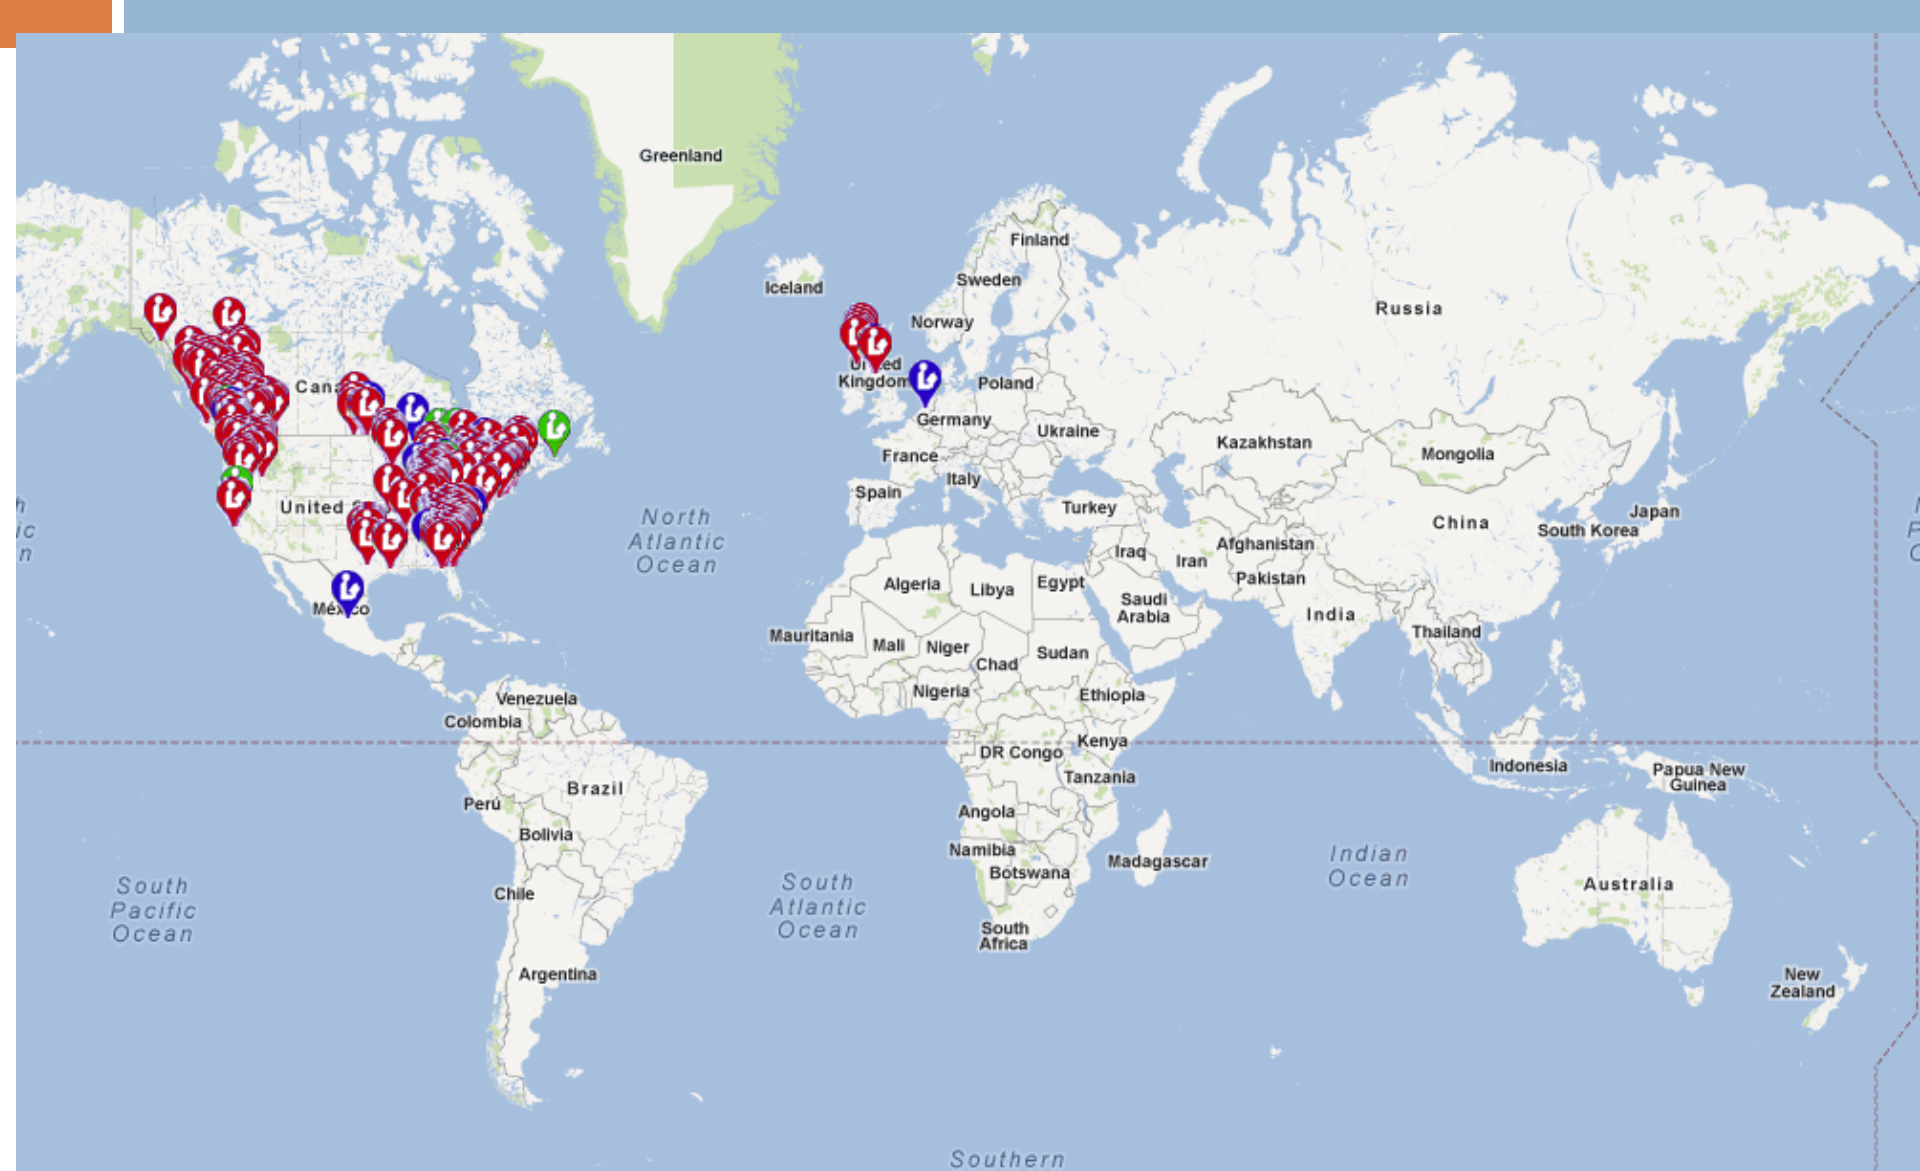 Greenland
Finland
Iceland
Sweden
Russia
Norway
United
Kingdom
Poland
Cana
Germany
Ukraine
Kazakhstan
Mongolia
France
Italy
Spain
United S
Turkey
Japan
China
South Korea
North
Atlantic
Ocean
Iraq
Iran
Afghanistan
Pakistan
Algeria
Libya
Egypt
Saudi
Arabia
India
México
Mauritania
Mali
Niger
Chad
Sudan
Thailand
Nigeria
Ethiopia
Venezuela
Colombia
DR Congo
Kenya
Tanzania
Indonesia
Papua New
Guinea
Brazil
Perú
Angola
Bolivia
Namibia
Botswana
Madagascar
Indian
Ocean
Australia
South
Pacific
Ocean
South
Atlantic
Ocean
Chile
South
Africa
Argentina
New
Zealand
Southern